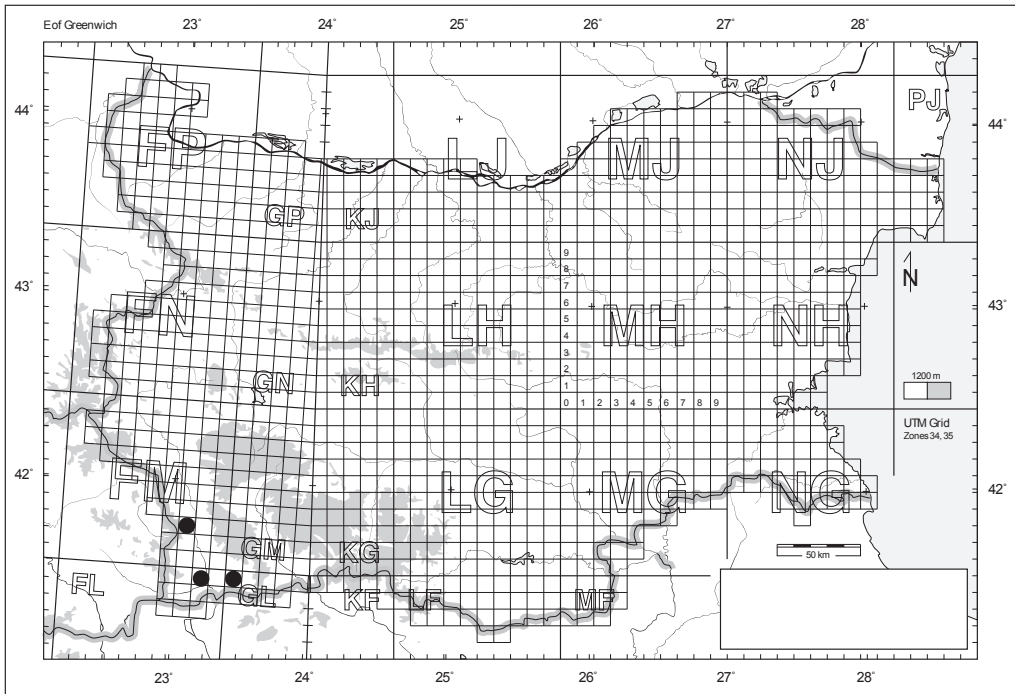 E of Greenwich
23° 24° 25° 26° 27° 28°
44° 44°
PJ
FP LJ MJ NJ
GP KJ
9
8
7
N
43° 6 43°
FN LH MH NH
5
4
3
2
GN KH 1
1200 m
0 1 2 3 4 5 6 7 8 9
UTM Grid
Zones 34, 35
42° 42°
FM LG MG NG
GM KG
50 km
FL GL KF LF MF
23° 24° 25° 26° 27° 28°